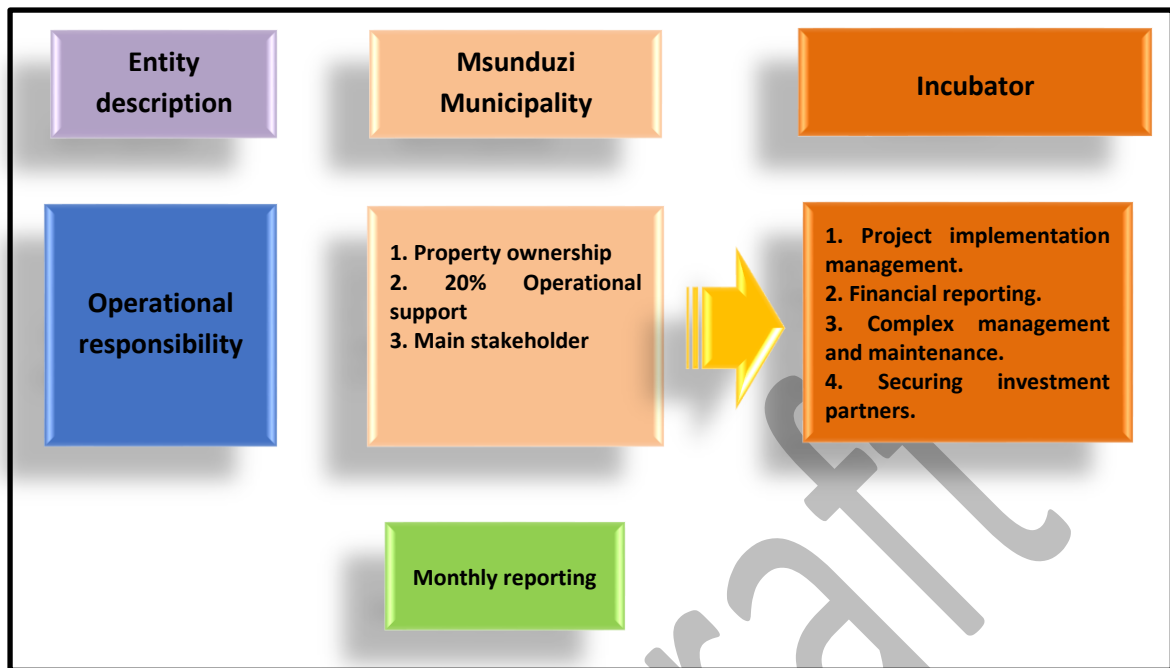 Entity
description
Msunduzi
Municipality
Incubator
Operational
responsibility
1. Property ownership
2. 20% Operational
support
3. Main stakeholder
1. Project implementation
management.
2. Financial reporting.
3. Complex management
and maintenance.
4. Securing investment
partners.
Monthly reporting